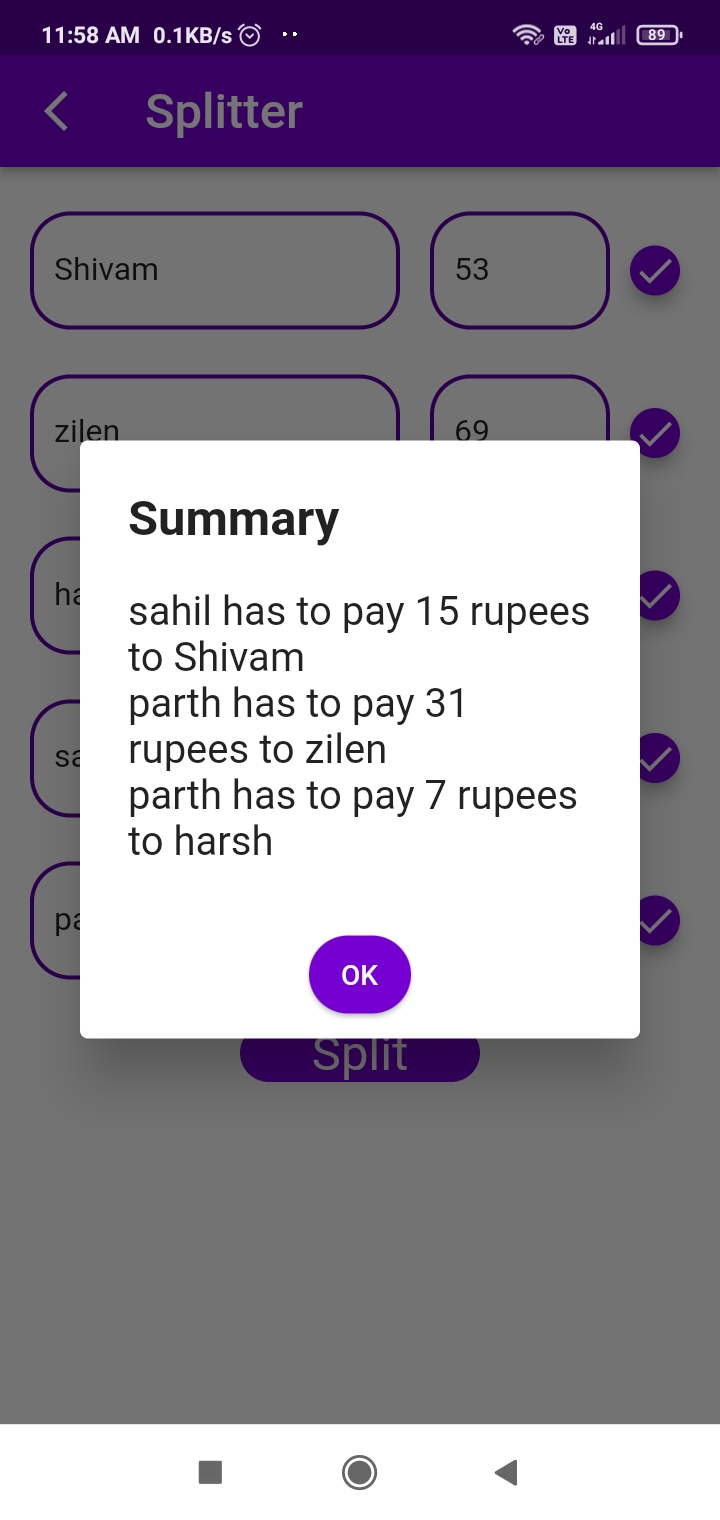 11:58 AM 0.1KB/s
Vo LTE
4G
89
Splitter
Shivam 53
zilen 69
ha
Summary
sahil has to pay 15 rupees
to Shivam
parth has to pay 31
rupees to zilen
parth has to pay 7 rupees
to harsh
sa
pa
OK
Split